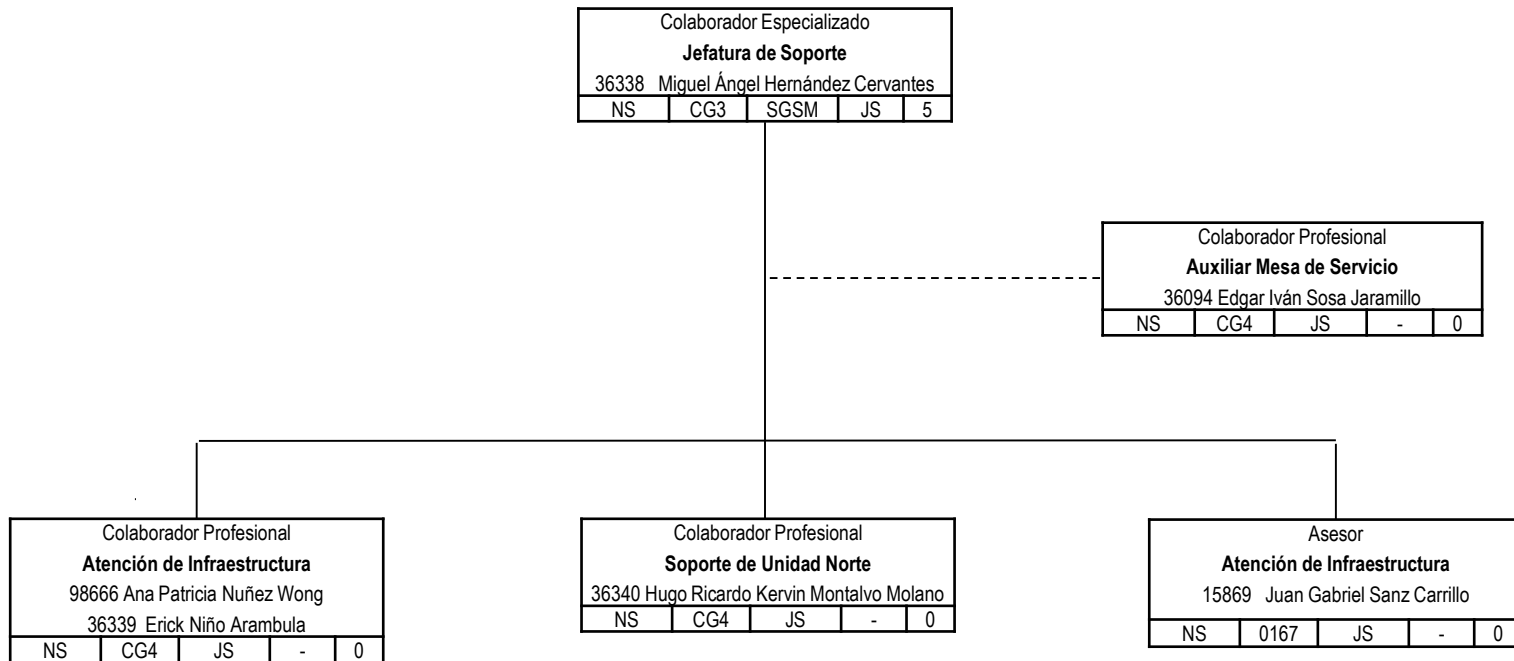 Colaborador Especializado
Jefatura de Soporte
36338 Miguel Ángel Hernández Cervantes
NS CG3 SGSM JS 5
Colaborador Profesional
Auxiliar Mesa de Servicio
36094 Edgar Iván Sosa Jaramillo
NS CG4 JS - 0
Colaborador Profesional
Atención de Infraestructura
98666 Ana Patricia Nuñez Wong
36339 Erick Niño Arambula
NS CG4 JS - 0
Colaborador Profesional
Soporte de Unidad Norte
36340 Hugo Ricardo Kervin Montalvo Molano
NS CG4 JS - 0
Asesor
Atención de Infraestructura
15869 Juan Gabriel Sanz Carrillo
NS 0167 JS - 0